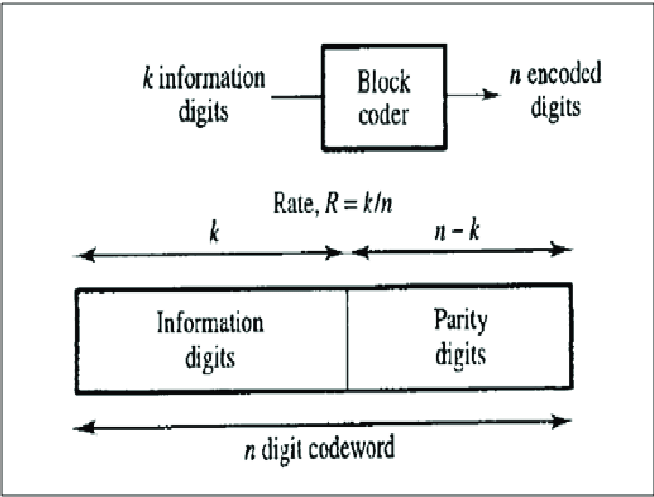 k information
digits
Block
coder
n encoded
digits
Rate, R = k/n
k
n – k
Information
digits
Parity
digits
n digit codeword